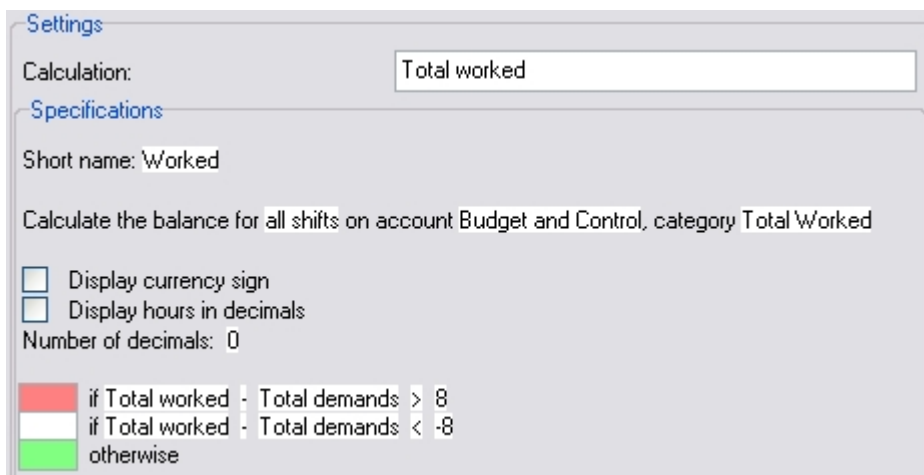 Settings
Calculation: Total worked
Specifications
Short name: Worked
Calculate the balance for all shifts on account Budget and Control, category Total Worked
Display currency sign
Display hours in decimals
Number of decimals: 0
if Total worked - Total demands > 8
if Total worked - Total demands < -8
otherwise